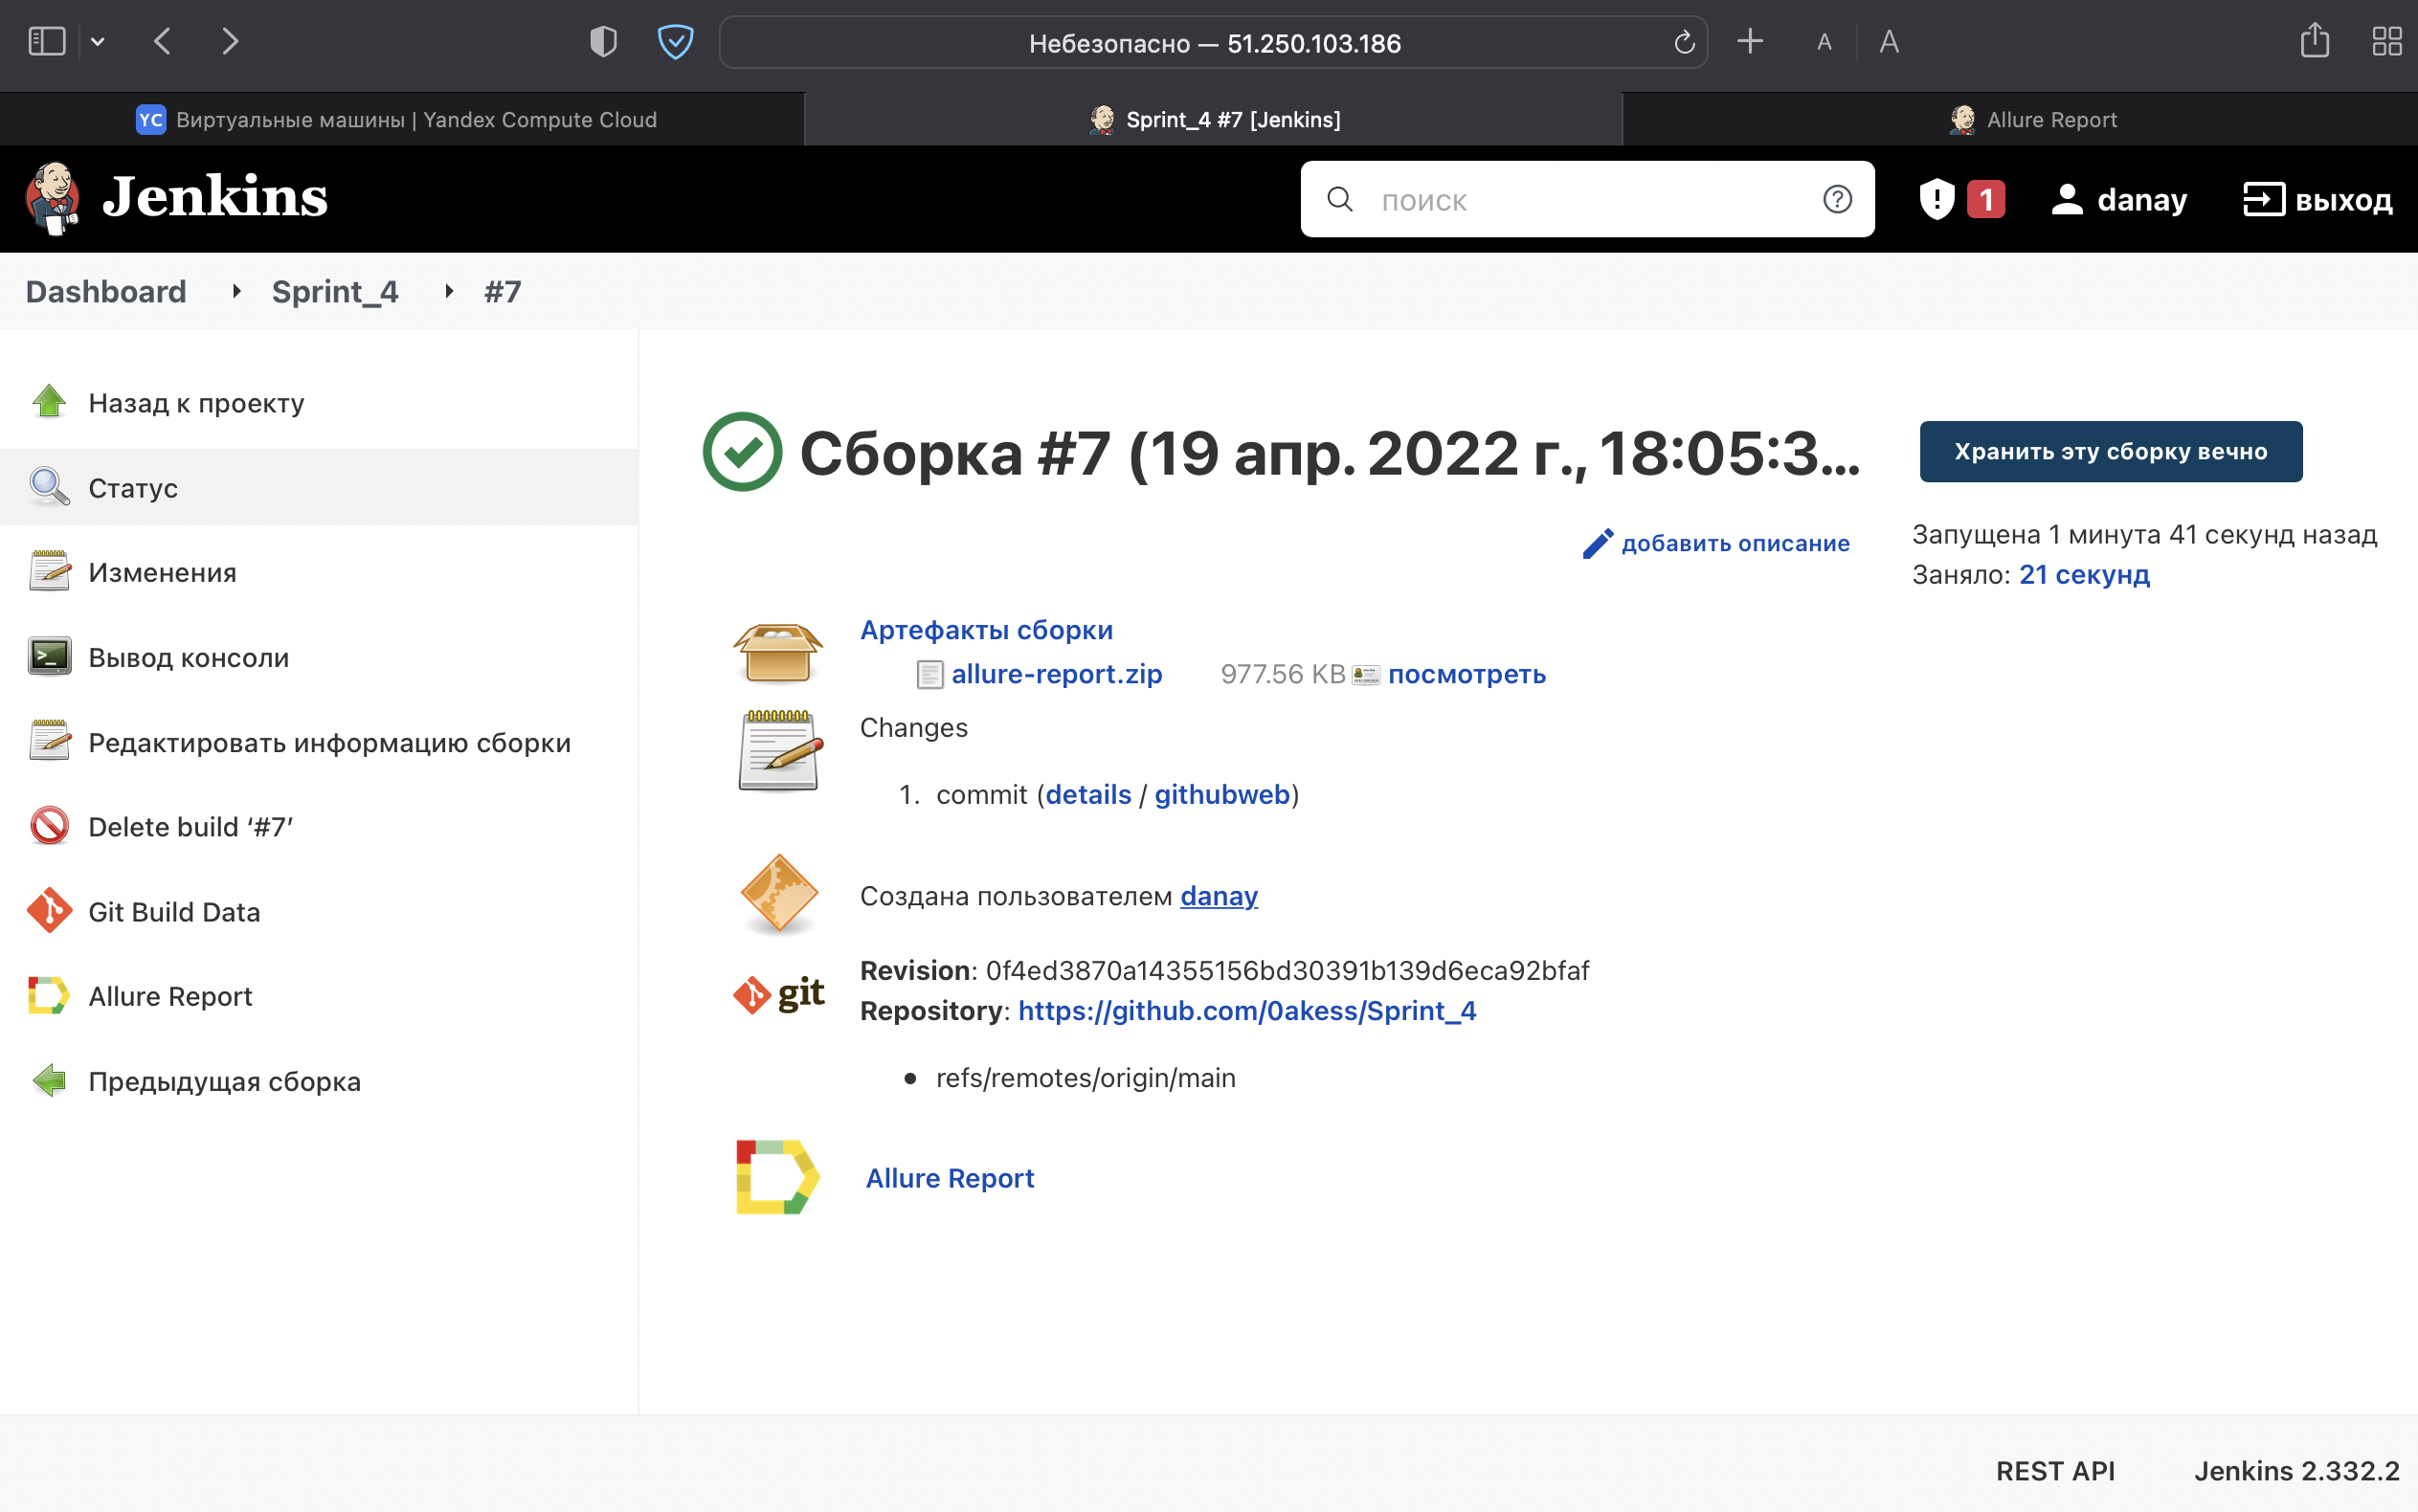 Небезопасно — 51.250.103.186
A A
YC Виртуальные машины | Yandex Compute Cloud
Sprint_4 #7 [Jenkins]
Allure Report
Jenkins
поиск
1
danay
выход
Dashboard Sprint_4 #7
Назад к проекту
Статус
Изменения
Вывод консоли
Редактировать информацию сборки
Delete build ‘#7’
Git Build Data
Allure Report
Предыдущая сборка
Сборка #7 (19 апр. 2022 г., 18:05:3...
Хранить эту сборку вечно
добавить описание
Запущена 1 минута 41 секунд назад
Заняло: 21 секунд
Артефакты сборки
allure-report.zip 977.56 KB посмотреть
Changes
1. commit (details / githubweb)
Создана пользователем danay
git
Revision: 0f4ed3870a14355156bd30391b139d6eca92bfaf
Repository: https://github.com/0akess/Sprint_4
• refs/remotes/origin/main
Allure Report
REST API Jenkins 2.332.2